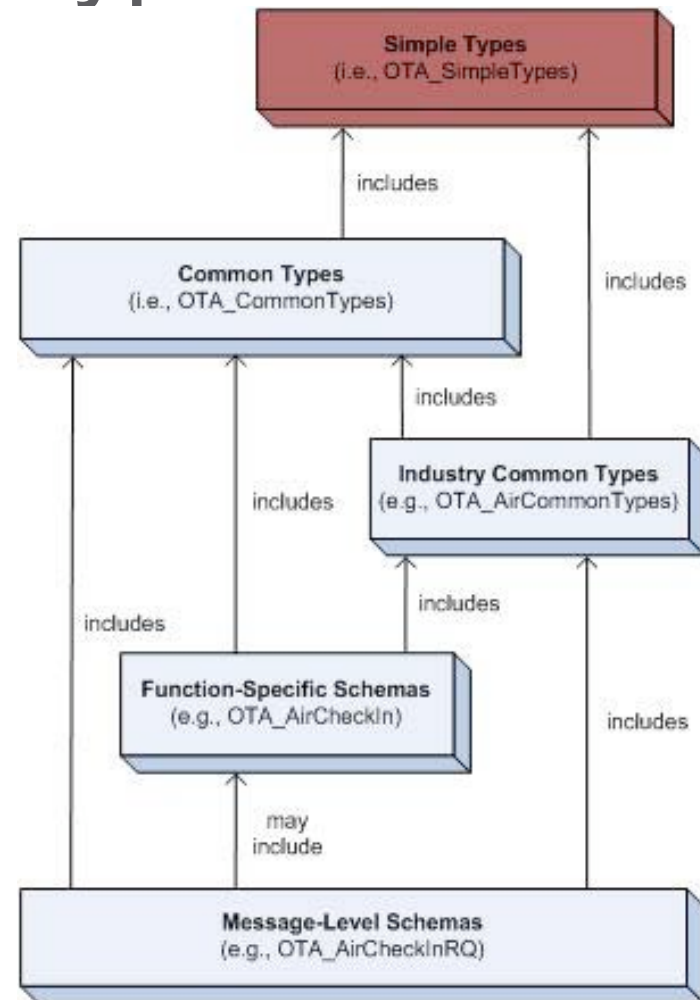 Simple Types
(i.e., OTA_SimpleTypes)
includes
includes
Common Types
(i.e., OTA_CommonTypes)
includes
Industry Common Types
(e.g., OTA_AirCommonTypes)
includes
includes
includes
Function-Specific Schemas
(e.g., OTA_AirCheckIn)
includes
may
include
Message-Level Schemas
(e.g., OTA_AirCheckInRQ)